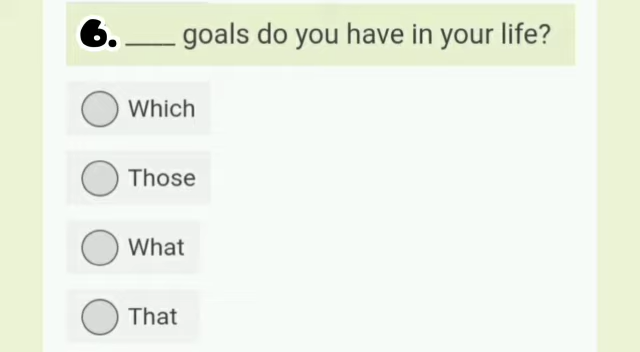 6. ____ goals do you have in your life?
Which
Those
What
That